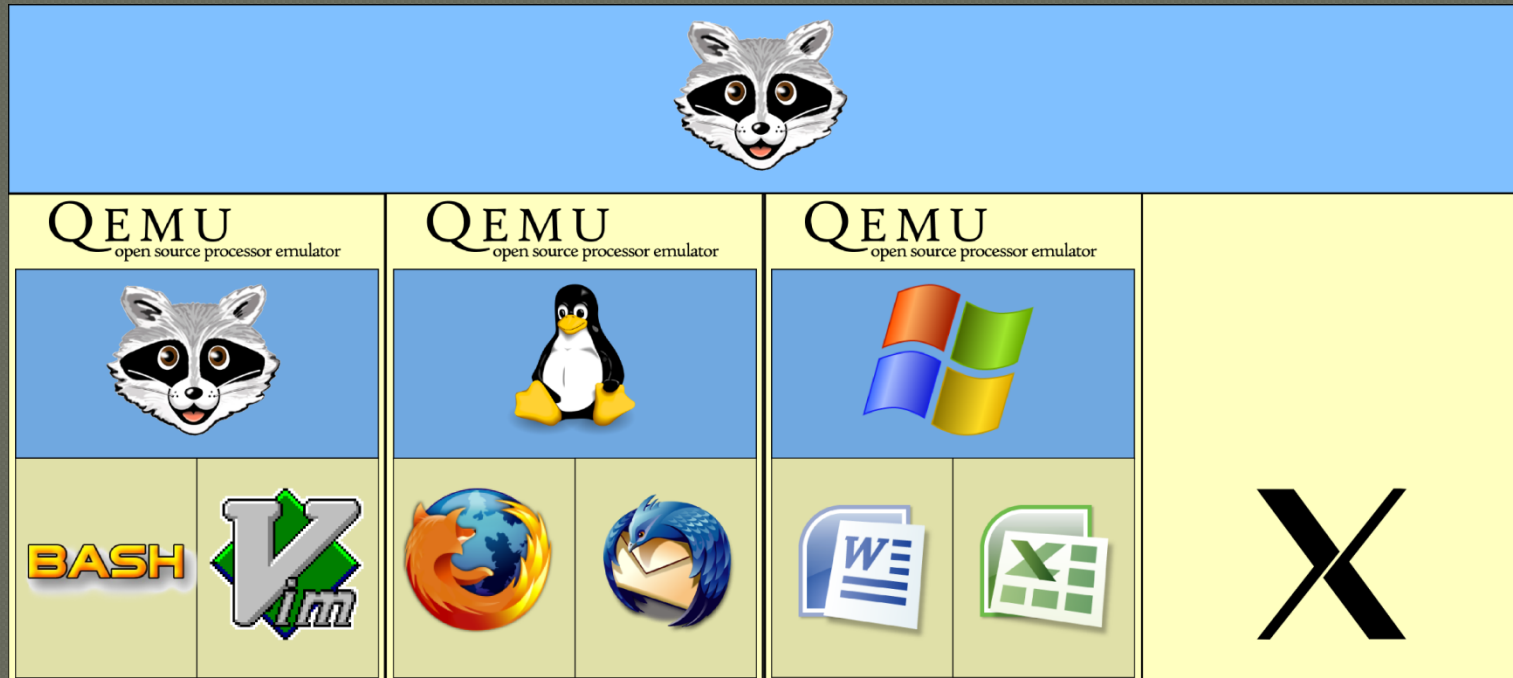 QEMU
open source processor emulator
QEMU
open source processor emulator
QEMU
open source processor emulator
BASH
Vim
W
X
X